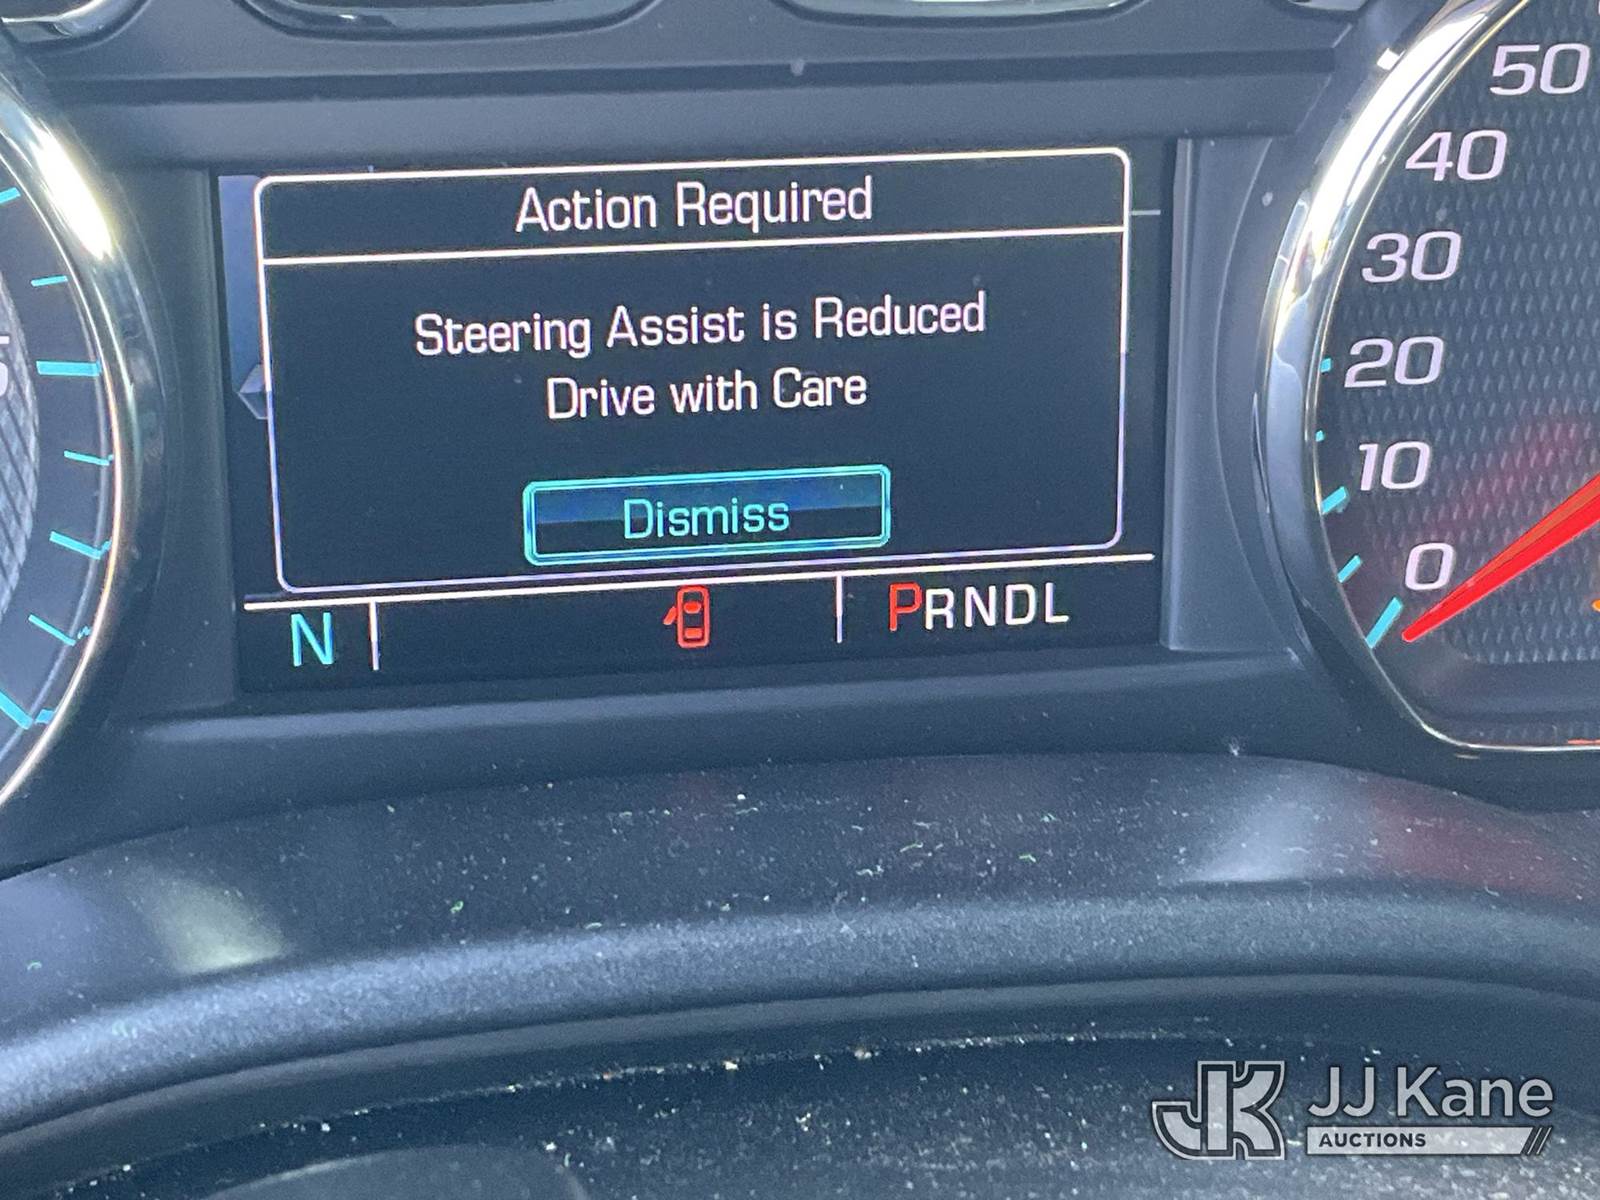 Action Required
Steering Assist is Reduced
Drive with Care
Dismiss
N
PRNDL
50
40
30
20
10
0
JK JJ Kane
AUCTIONS